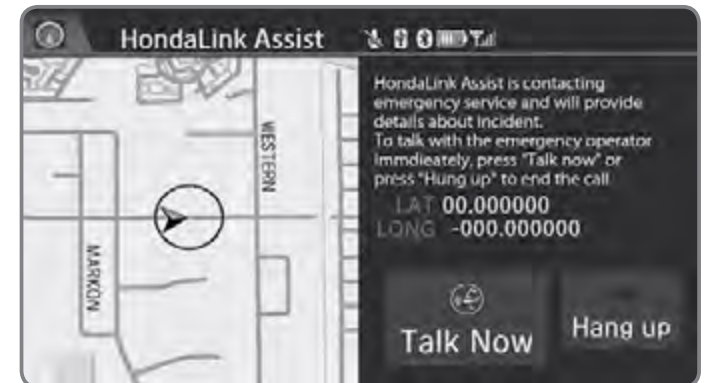 HondaLink Assist
WESTERN
MARKON
HondaLink Assist is contacting
emergency service and will provide
details about incident.
To talk with the emergency operator
immdieately, press "Talk now" or
press "Hung up" to end the call
LAT 00.000000
LONG -000.000000
Talk Now
Hang up